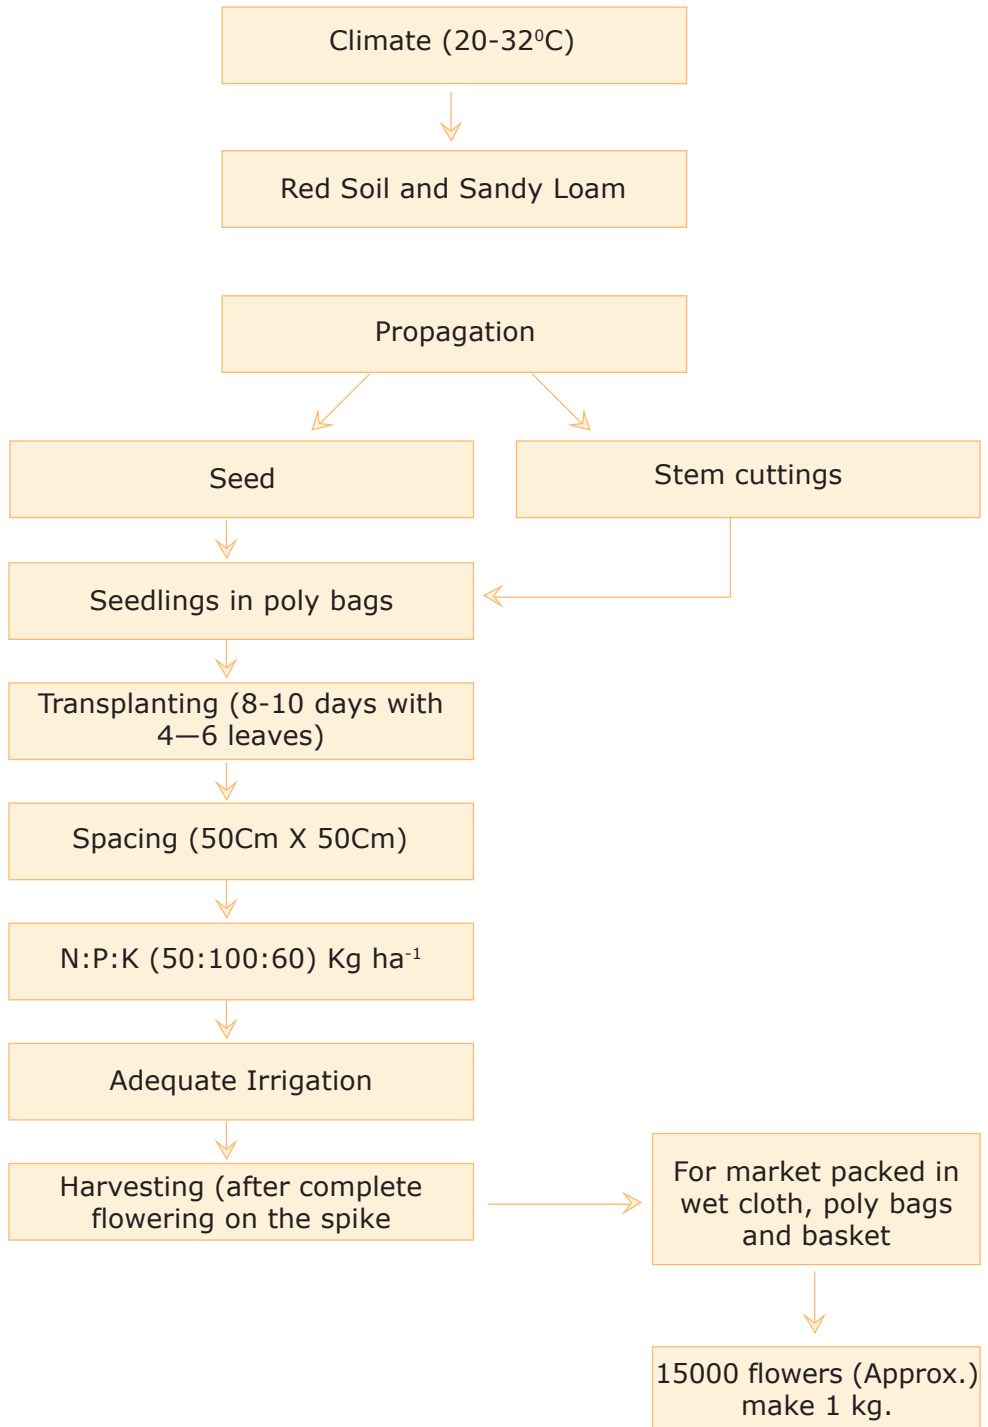 Climate (20-32⁰C)
Red Soil and Sandy Loam
Propagation
Seed
Stem cuttings
Seedlings in poly bags
Transplanting (8-10 days with
4—6 leaves)
Spacing (50Cm X 50Cm)
N:P:K (50:100:60) Kg ha⁻¹
Adequate Irrigation
Harvesting (after complete
flowering on the spike
For market packed in
wet cloth, poly bags
and basket
15000 flowers (Approx.)
make 1 kg.